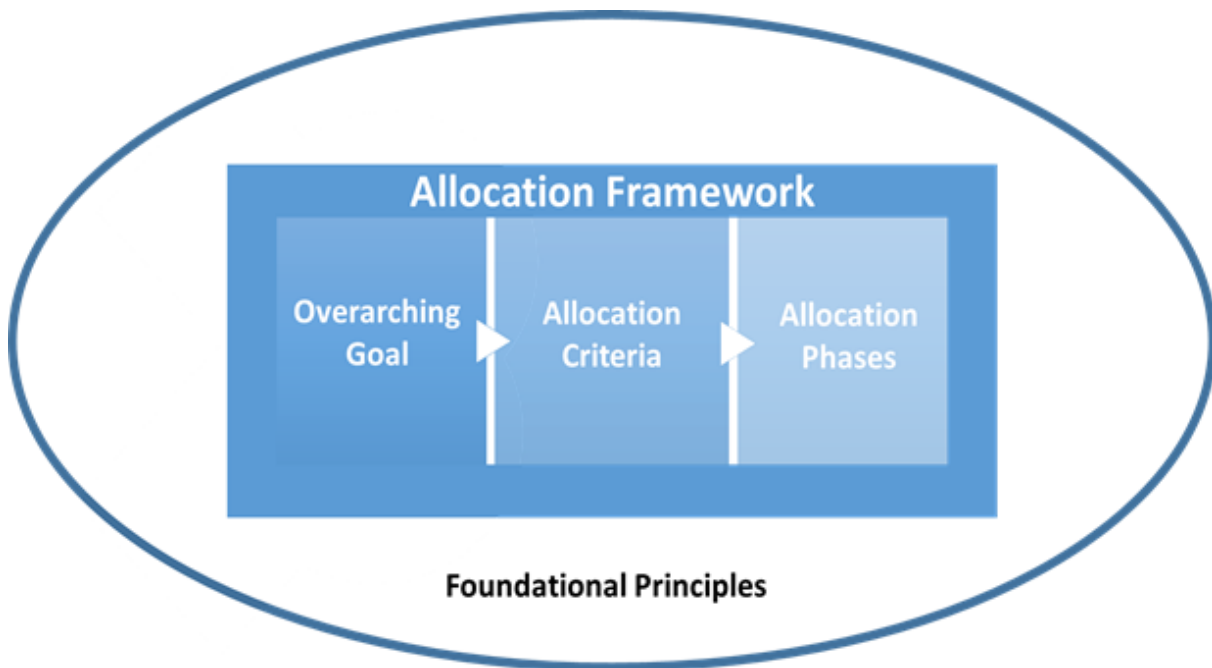 Allocation Framework
Overarching
Goal
Allocation
Criteria
Allocation
Phases
Foundational Principles